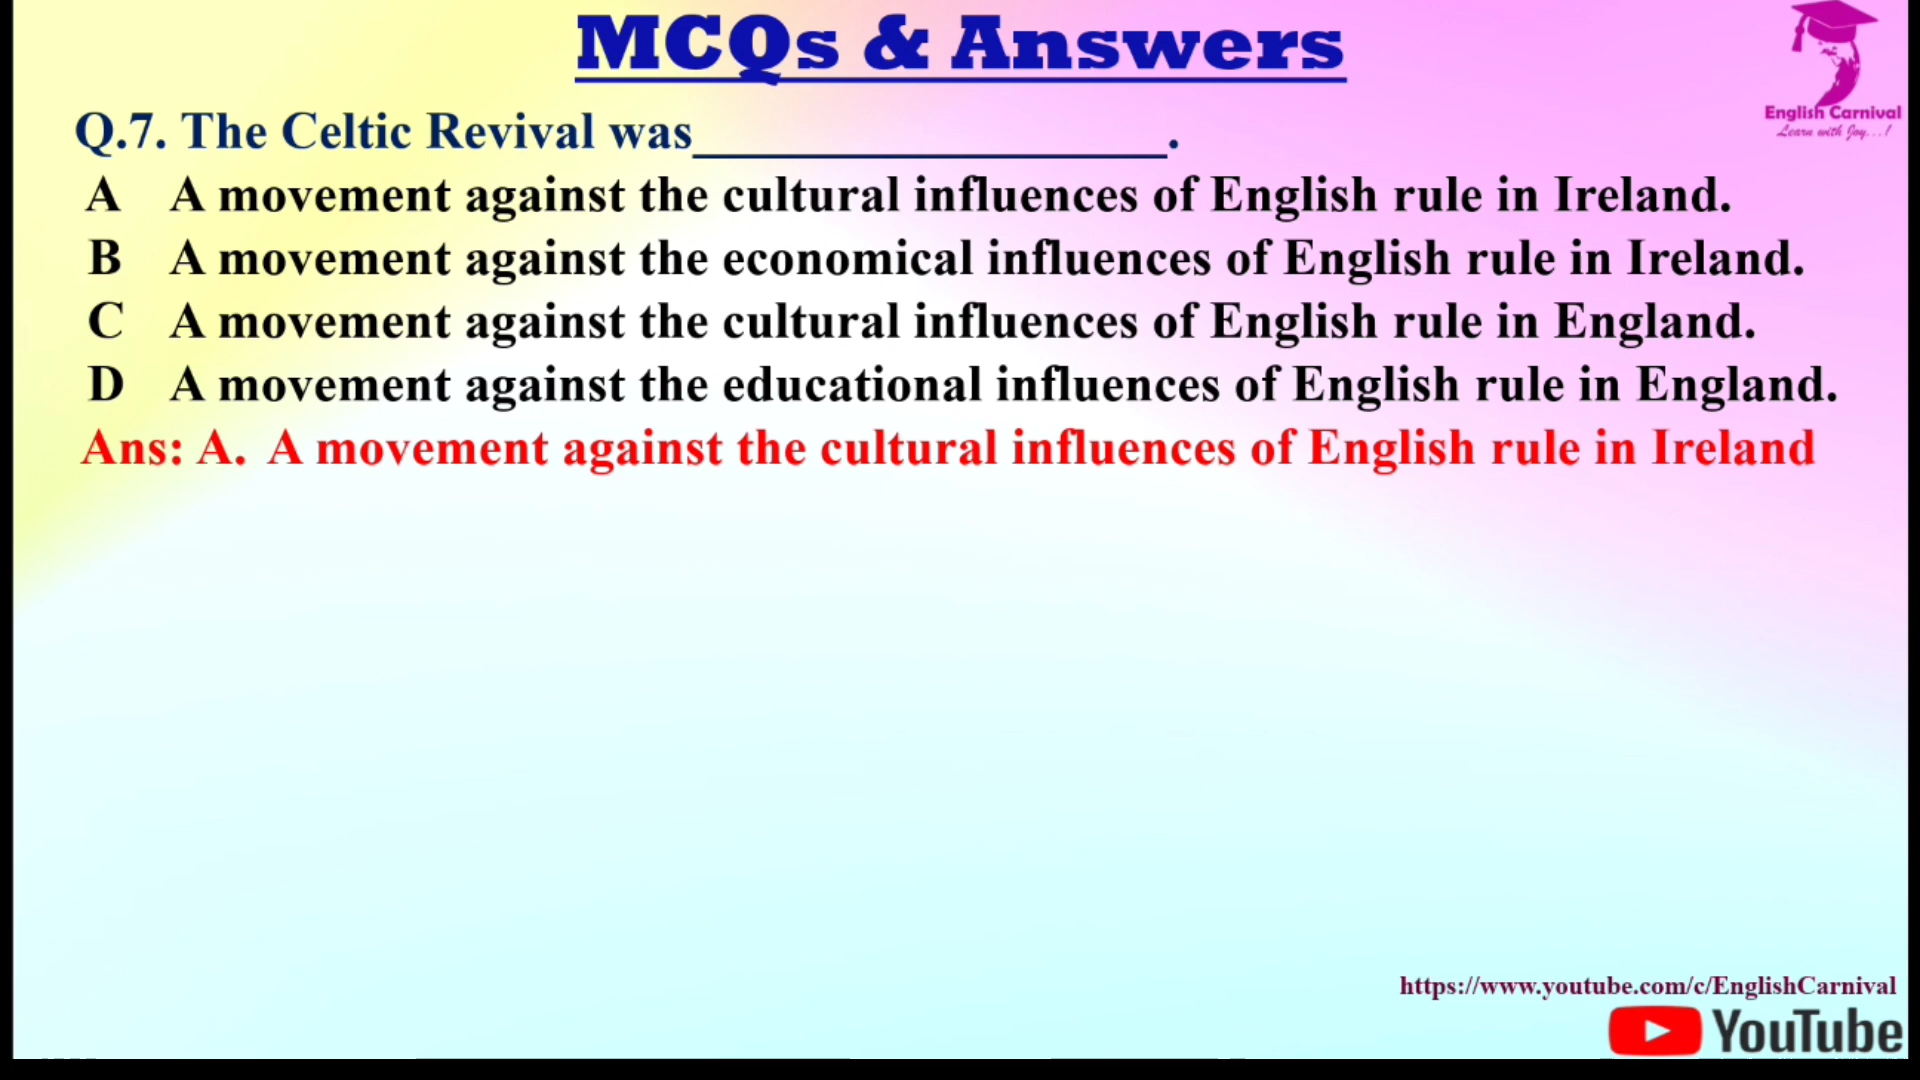 MCQs & Answers
English Carnival
Learn with Joy...!
Q.7. The Celtic Revival was___________________.
A A movement against the cultural influences of English rule in Ireland.
B A movement against the economical influences of English rule in Ireland.
C A movement against the cultural influences of English rule in England.
D A movement against the educational influences of English rule in England.
Ans: A. A movement against the cultural influences of English rule in Ireland
https://www.youtube.com/c/EnglishCarnival
YouTube